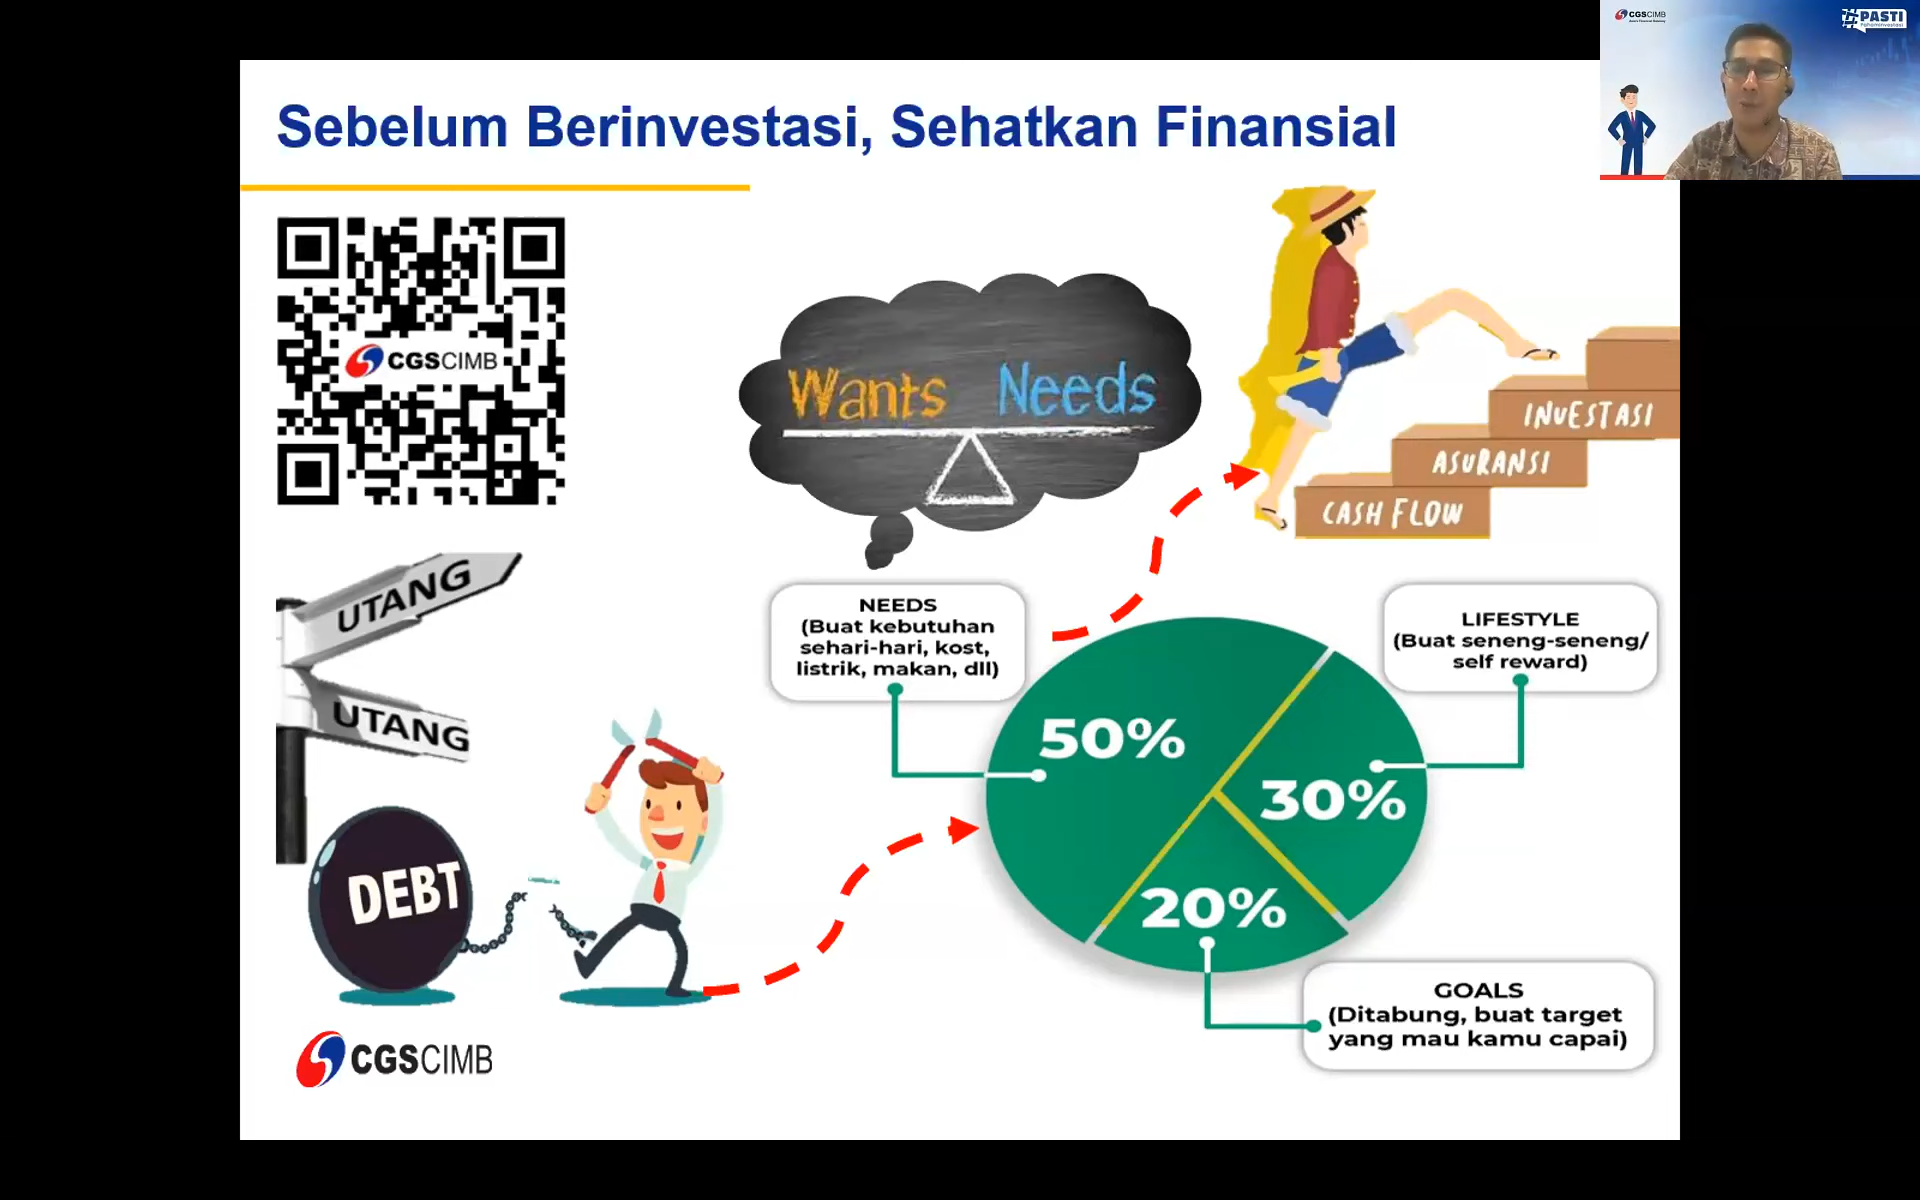 CGSCIMB
#PASTI
Sebelum Berinvestasi, Sehatkan Finansial
CGSCIMB
Wants Needs
INVESTASI
ASURANSI
CASH FLOW
UTANG
UTANG
DEBT
NEEDS
(Buat kebutuhan
sehari-hari, kost,
listrik, makan, dll)
LIFESTYLE
(Buat seneng-seneng/
self reward)
50%
30%
20%
GOALS
(Ditabung, buat target
yang mau kamu capai)
CGSCIMB